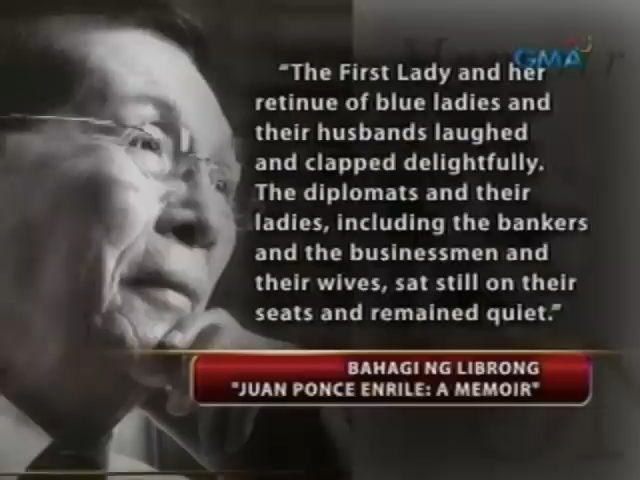 GMA
"The First Lady and her
retinue of blue ladies and
their husbands laughed
and clapped delightfully.
The diplomats and their
ladies, including the bankers
and the businessmen and
their wives, sat still on their
seats and remained quiet."
BAHAGI NG LIBRONG
"JUAN PONCE ENRILE: A MEMOIR"